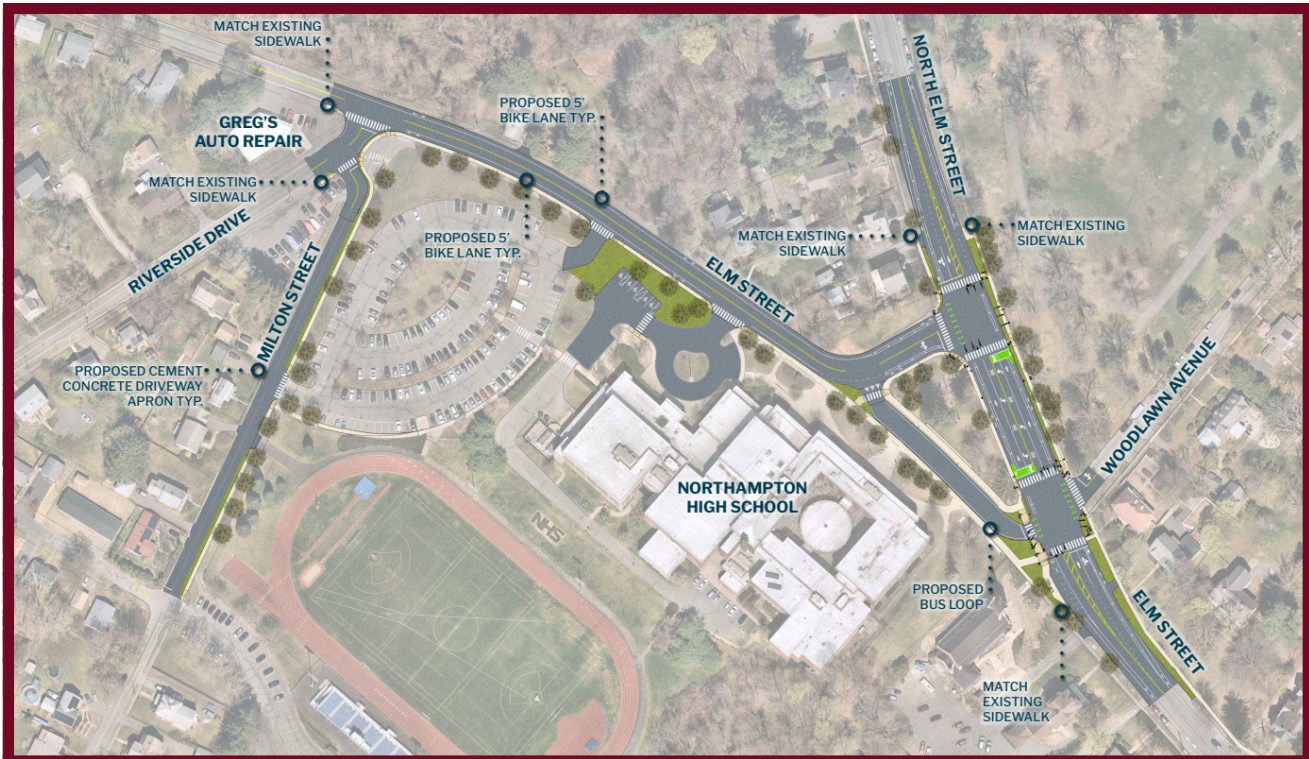 MATCH EXISTING
SIDEWALK
GREG'S
AUTO REPAIR
MATCH EXISTING
SIDEWALK
RIVERSIDE DRIVE
MILTON STREET
PROPOSED CEMENT
CONCRETE DRIVEWAY
APRON TYP.
PROPOSED 5'
BIKE LANE TYP.
PROPOSED 5'
BIKE LANE TYP.
ELM STREET
NORTH ELM STREET
MATCH EXISTING
SIDEWALK
MATCH EXISTING
SIDEWALK
WOODLAWN AVENUE
NORTHAMPTON
HIGH SCHOOL
NHS
PROPOSED
BUS LOOP
ELM STREET
MATCH
EXISTING
SIDEWALK